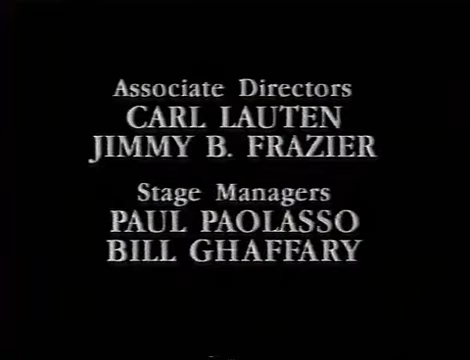 Associate Directors
CARL LAUTEN
JIMMY B. FRAZIER
Stage Managers
PAUL PAOLASSO
BILL GHAFFARY